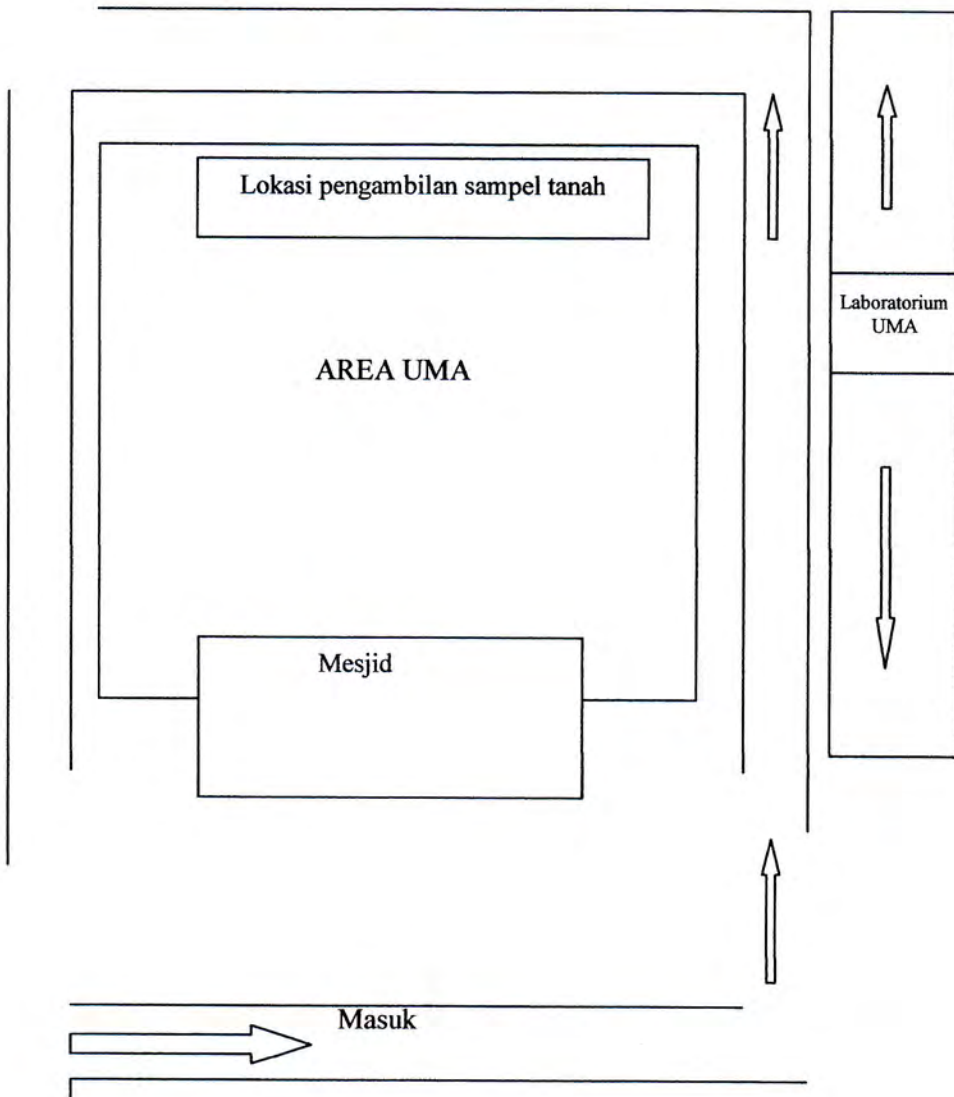 Lokasi pengambilan sampel tanah
Laboratorium
UMA
AREA UMA
Mesjid
Masuk